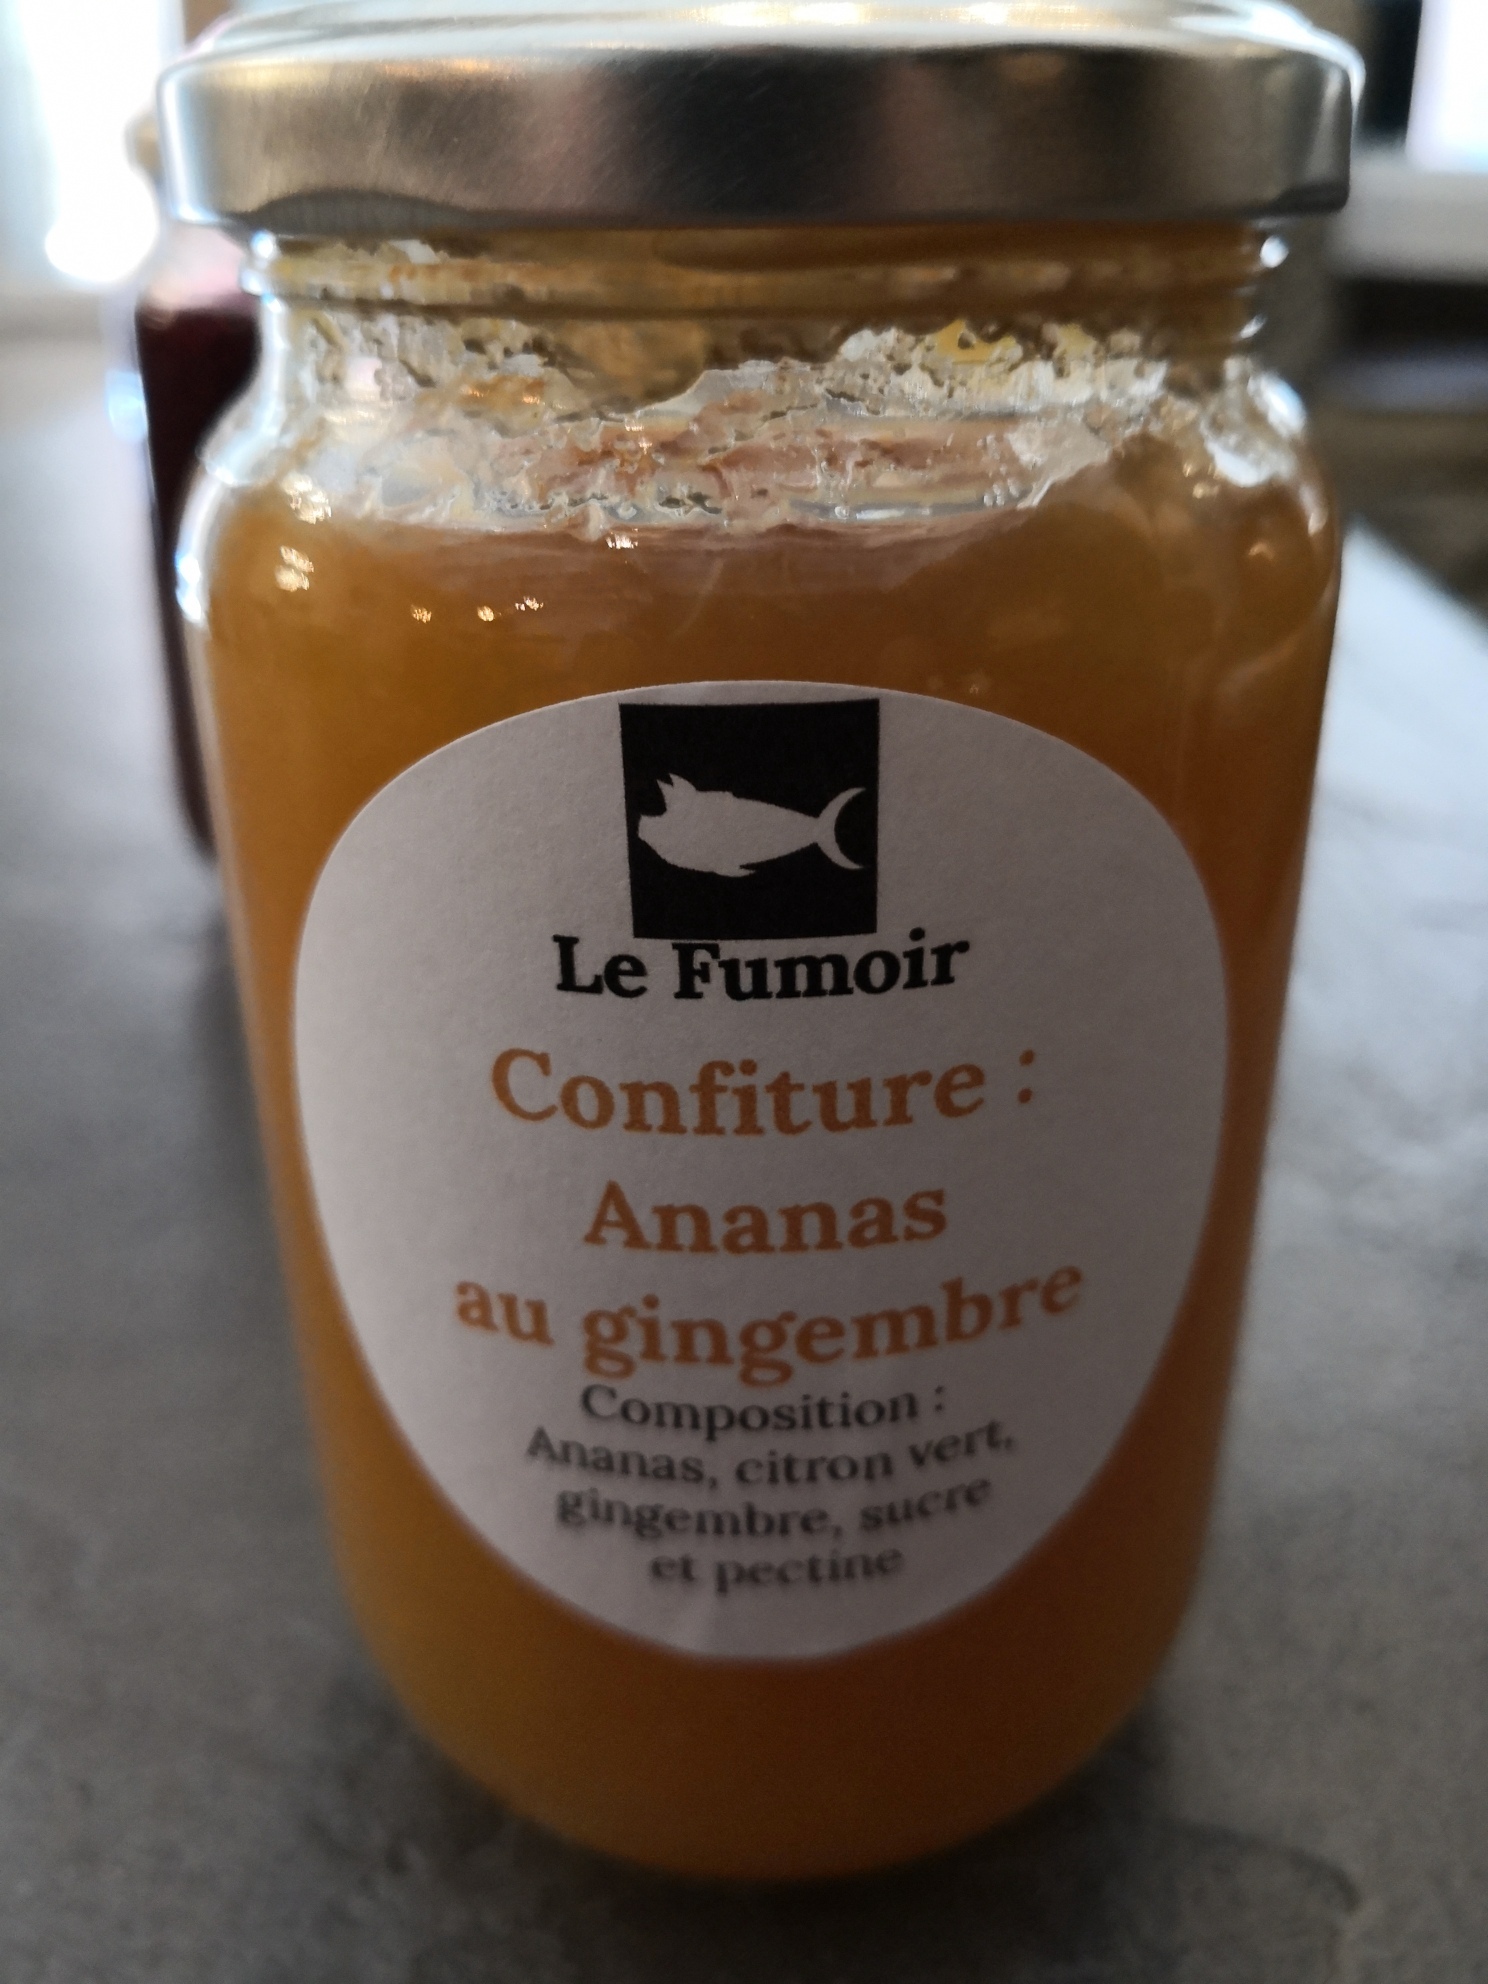 Le Fumoir
Confiture :
Ananas
au gingembre
Composition :
Ananas, citron vert,
gingembre, sucre
et pectine